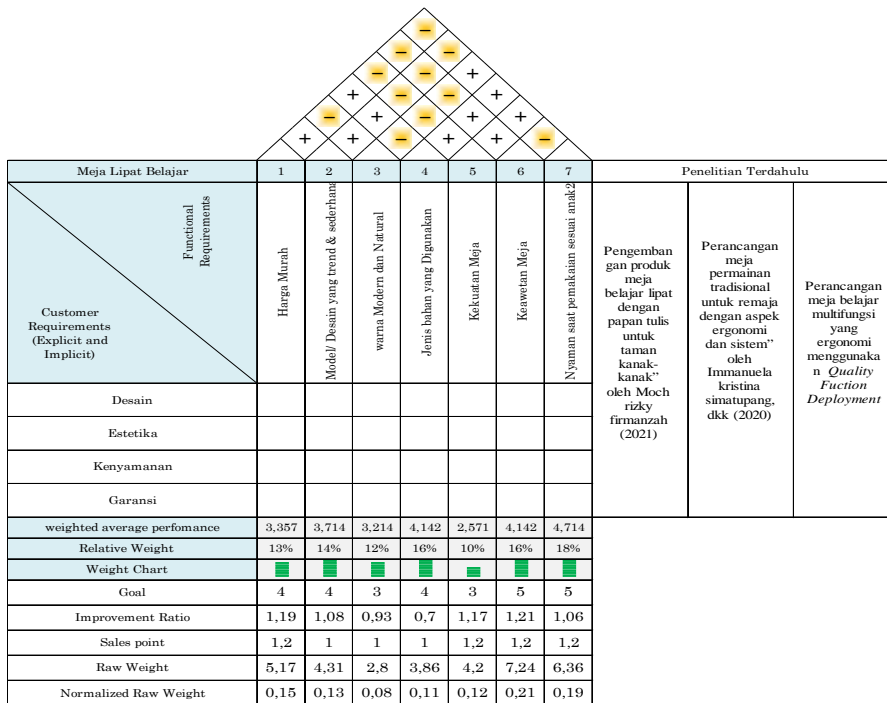 −
− −
− − +
+ + − +
− + − + +
+ + − + + −
Meja Lipat Belajar 1 2 3 4 5 6 7 Penelitian Terdahulu
Functional
Requirements
Customer
Requirements
(Explicit and
Implicit)
Harga Murah
Model/ Desain yang trend & sederhana
warna Modern dan Natural
Jenis bahan yang Digunakan
Kekuatan Meja
Keawetan Meja
Nyaman saat pemakaian sesuai anak2
Pengemban
gan produk
meja
belajar lipat
dengan
papan tulis
untuk
taman
kanak-
kanak”
oleh Moch
rizky
firmanzah
(2021)
Perancangan
meja
permainan
tradisional
untuk remaja
dengan aspek
ergonomi
dan sistem”
oleh
Immanuela
kristina
simatupang,
dkk (2020)
Perancangan
meja belajar
multifungsi
yang
ergonomi
menggunaka
n Quality
Fuction
Deployment
Desain
Estetika
Kenyamanan
Garansi
weighted average perfomance 3,357 3,714 3,214 4,142 2,571 4,142 4,714
Relative Weight 13% 14% 12% 16% 10% 16% 18%
Weight Chart
Goal 4 4 3 4 3 5 5
Improvement Ratio 1,19 1,08 0,93 0,7 1,17 1,21 1,06
Sales point 1,2 1 1 1 1,2 1,2 1,2
Raw Weight 5,17 4,31 2,8 3,86 4,2 7,24 6,36
Normalized Raw Weight 0,15 0,13 0,08 0,11 0,12 0,21 0,19